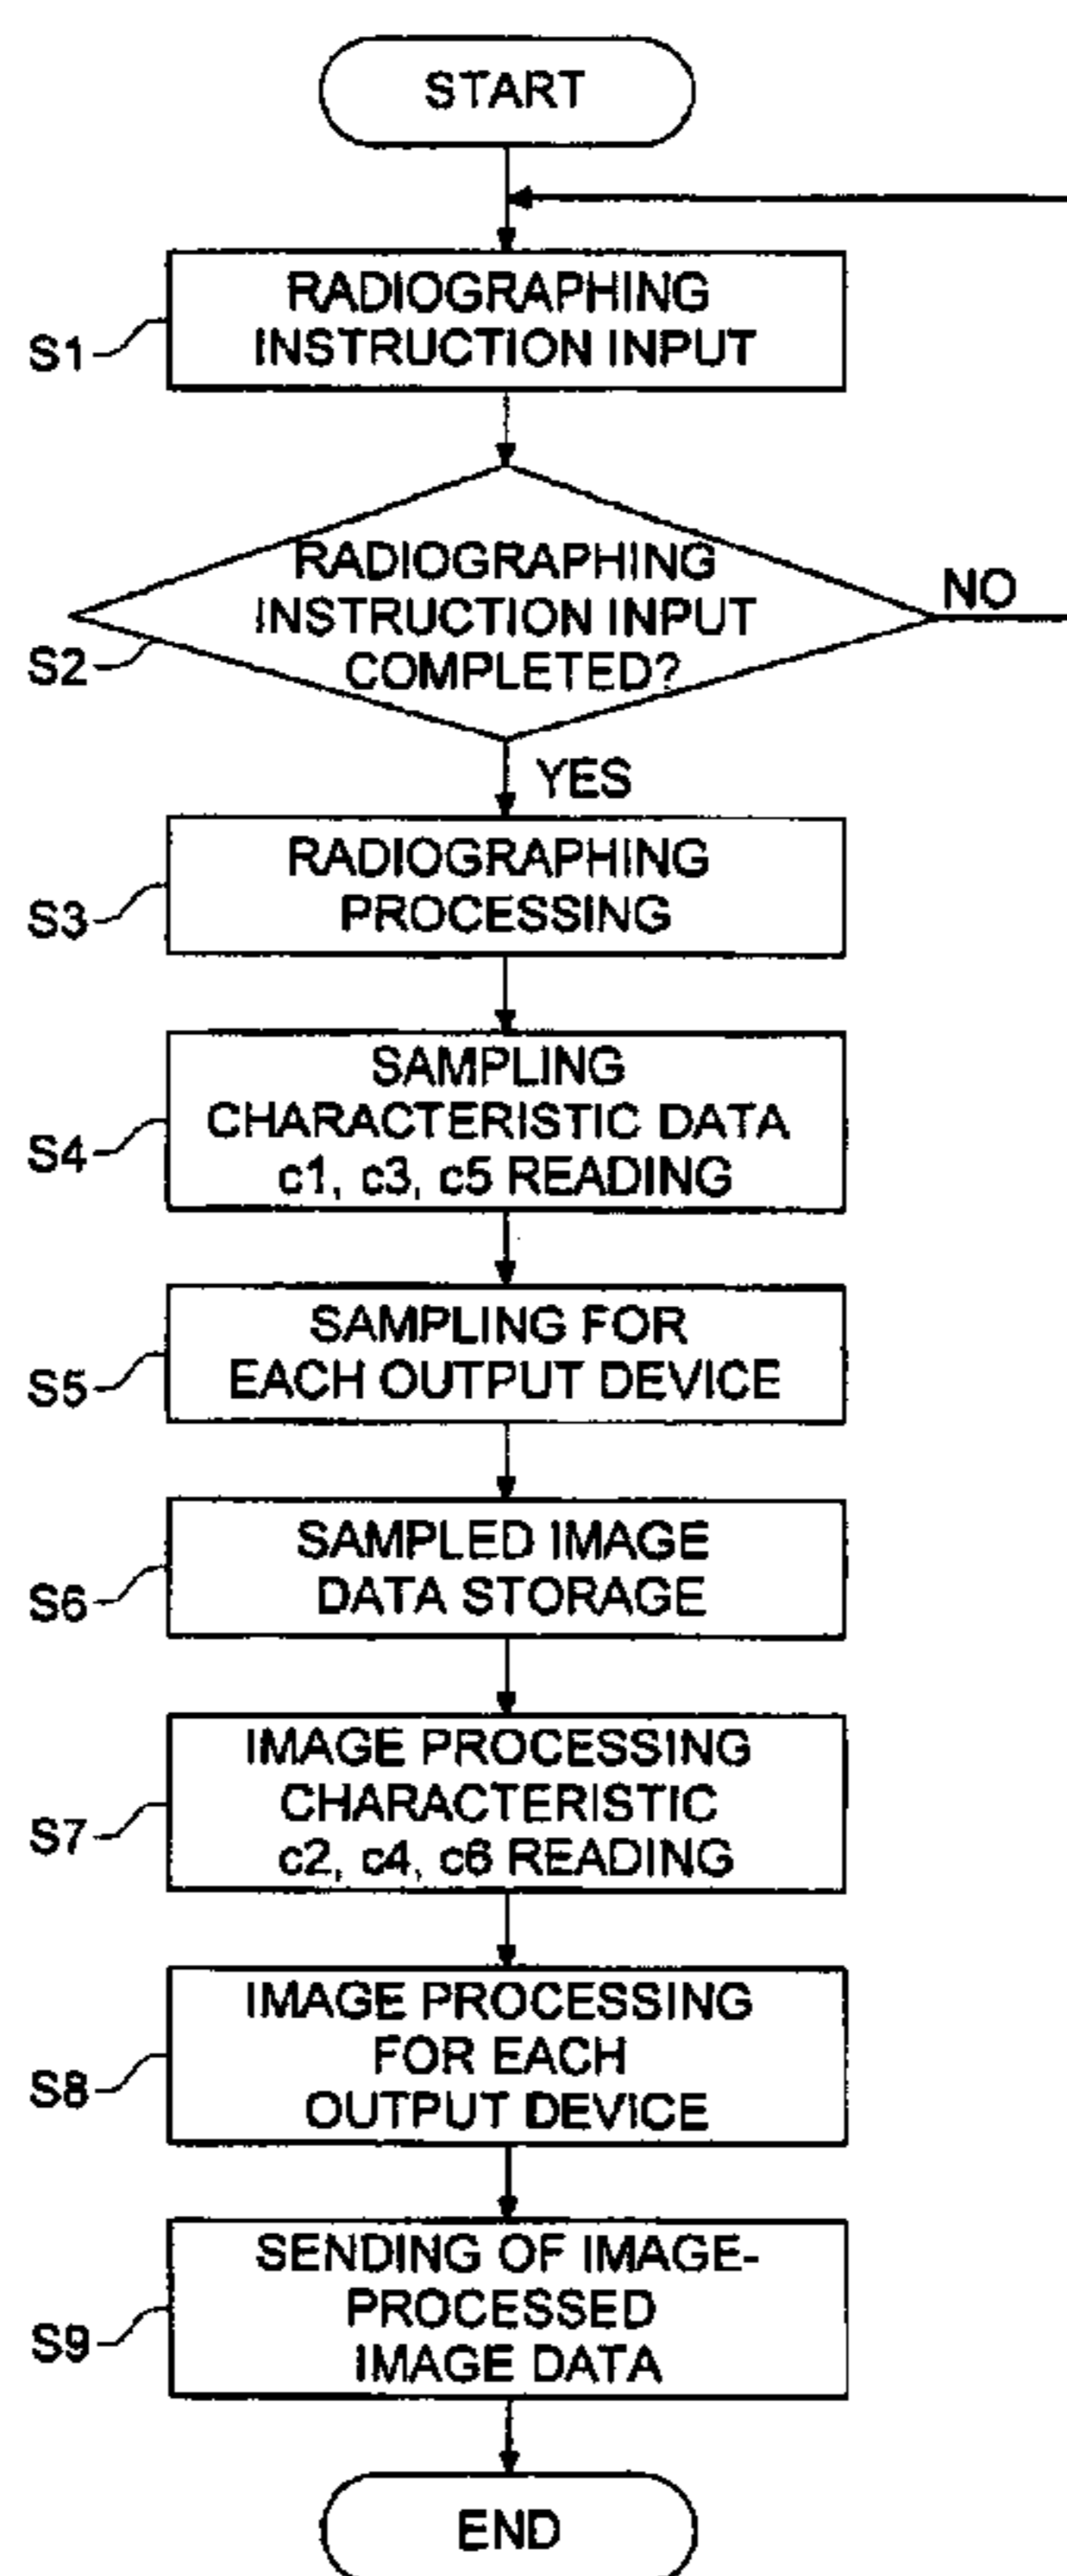 START
S1
RADIOGRAPHING
INSTRUCTION INPUT
S2
RADIOGRAPHING
INSTRUCTION INPUT
COMPLETED?
NO
YES
S3
RADIOGRAPHING
PROCESSING
S4
SAMPLING
CHARACTERISTIC DATA
c1, c3, c5 READING
S5
SAMPLING FOR
EACH OUTPUT DEVICE
S6
SAMPLED IMAGE
DATA STORAGE
S7
IMAGE PROCESSING
CHARACTERISTIC
c2, c4, c6 READING
S8
IMAGE PROCESSING
FOR EACH
OUTPUT DEVICE
S9
SENDING OF IMAGE-
PROCESSED
IMAGE DATA
END